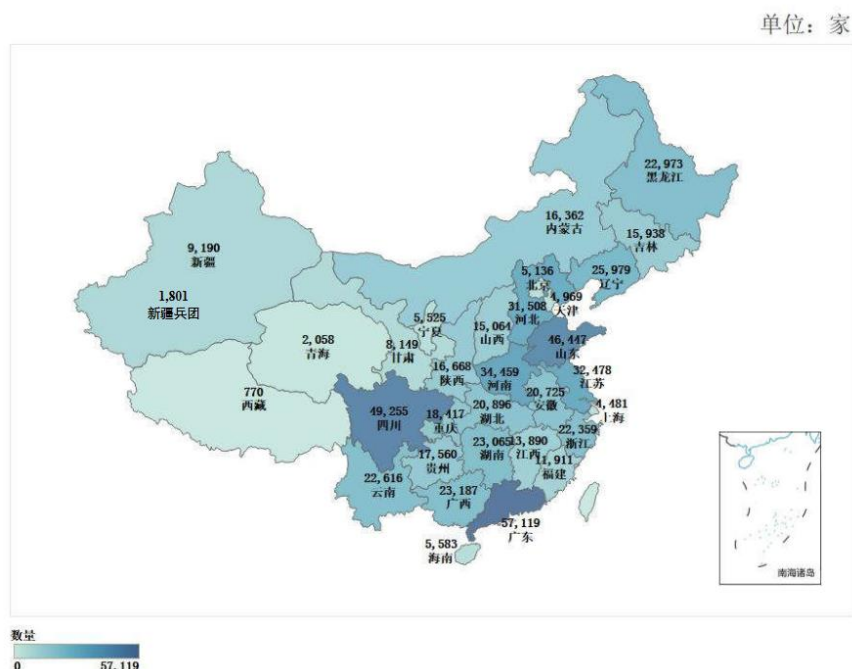 单位：家
22,973
黑龙江
16,362
内蒙古
15,938
吉林
9,190
新疆
5,136
北京
25,979
辽宁
1,801
新疆兵团
4,969
天津
31,508
河北
5,525
宁夏
15,064
山西
46,447
山东
2,058
青海
8,149
甘肃
16,668
陕西
34,459
河南
32,478
江苏
770
西藏
20,725
安徽
4,481
上海
49,255
四川
18,417
重庆
20,896
湖北
22,359
浙江
23,065
湖南
13,890
江西
17,560
贵州
11,911
福建
22,616
云南
23,187
广西
57,119
广东
5,583
海南
南海诸岛
数量
0 57,119